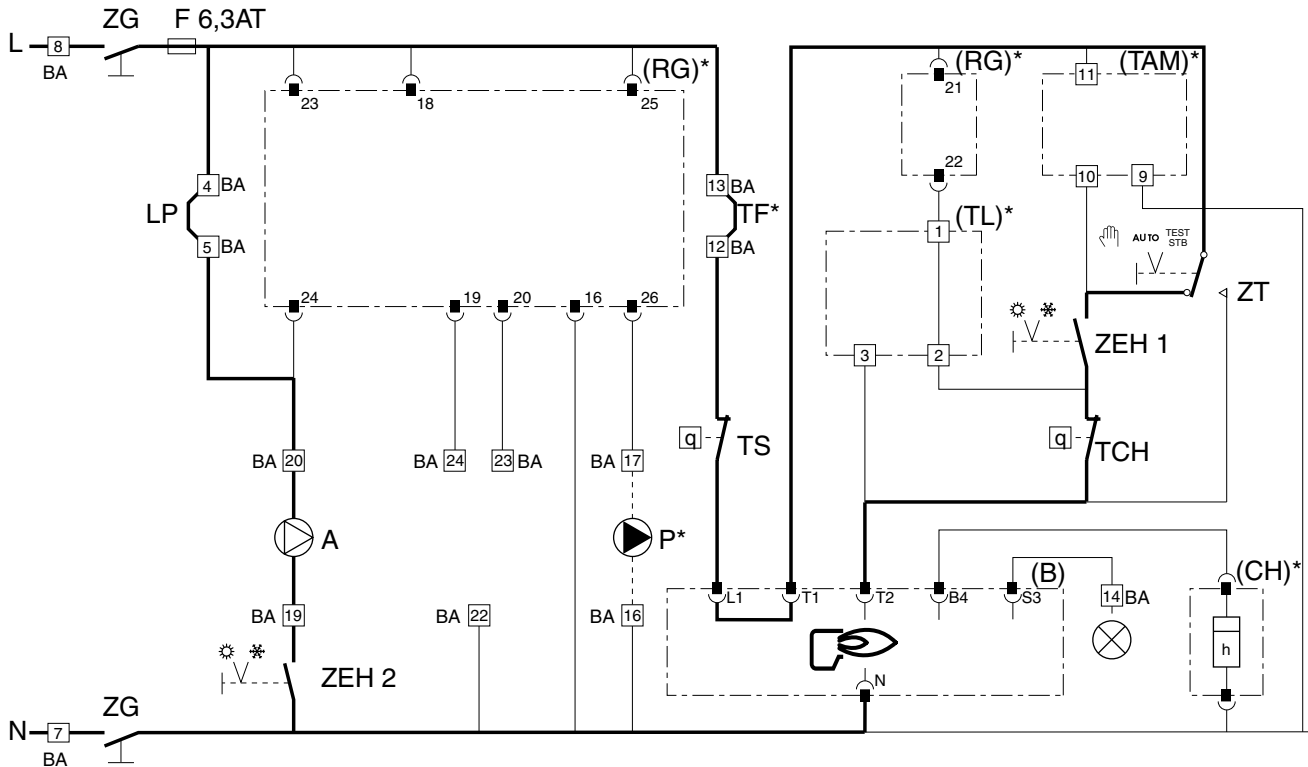 ZG F 6,3AT
L 8
BA
(RG)* (RG)* (TAM)*
23 18 25 21 11
4 BA 13 BA 22 10 9
LP TF* (TL)*
5 BA 12 BA 1
AUTO TEST STB
24 19 20 16 26 ZT
3 2 ZEH 1
q TS q TCH
BA 20 BA 24 23 BA BA 17
A P*
(B) (CH)*
L1 T1 T2 B4 S3 14 BA
BA 19 BA 22 BA 16
h
ZEH 2 N
ZG
N 7
BA